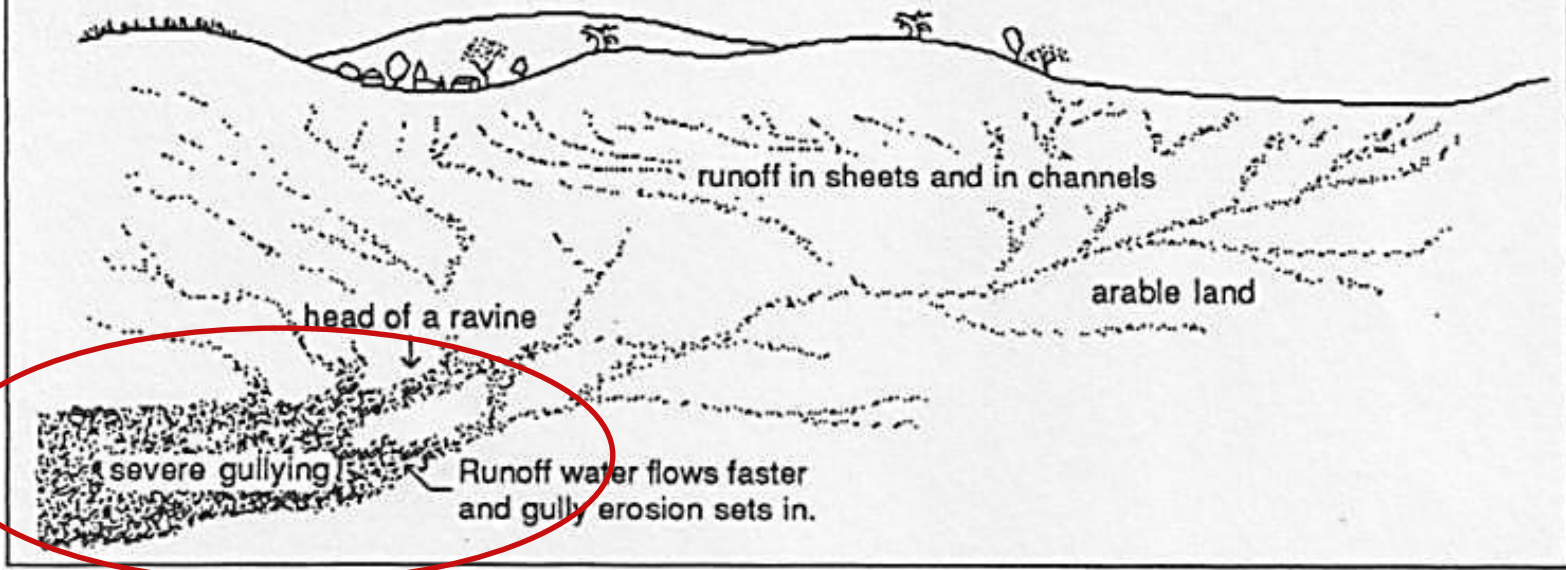 runoff in sheets and in channels
arable land
head of a ravine
severe gullying
Runoff water flows faster
and gully erosion sets in.